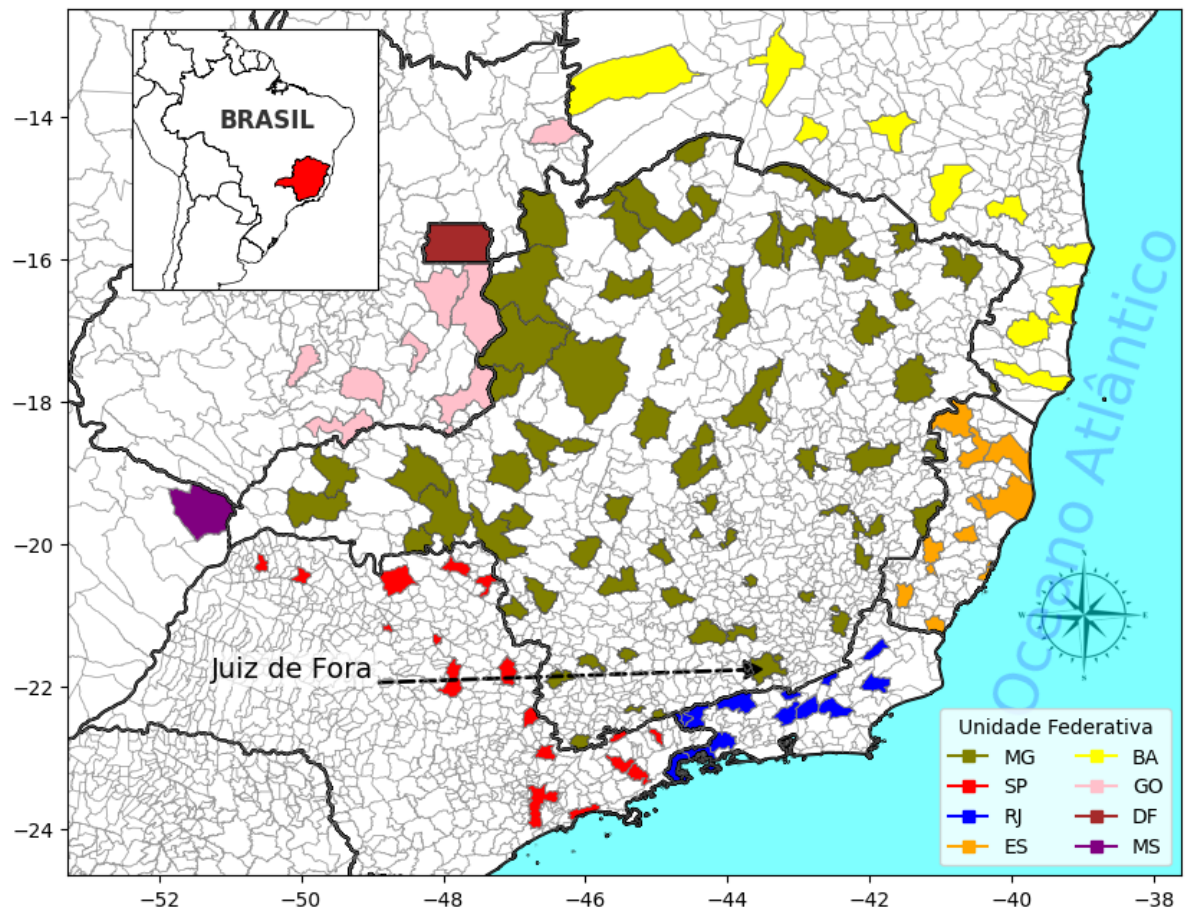 BRASIL
−14
−16
−18
−20
−22
−24
Oceano Atlântico
Juiz de Fora
N
W
E
S
Unidade Federativa
MG
BA
SP
GO
RJ
DF
ES
MS
−52
−50
−48
−46
−44
−42
−40
−38